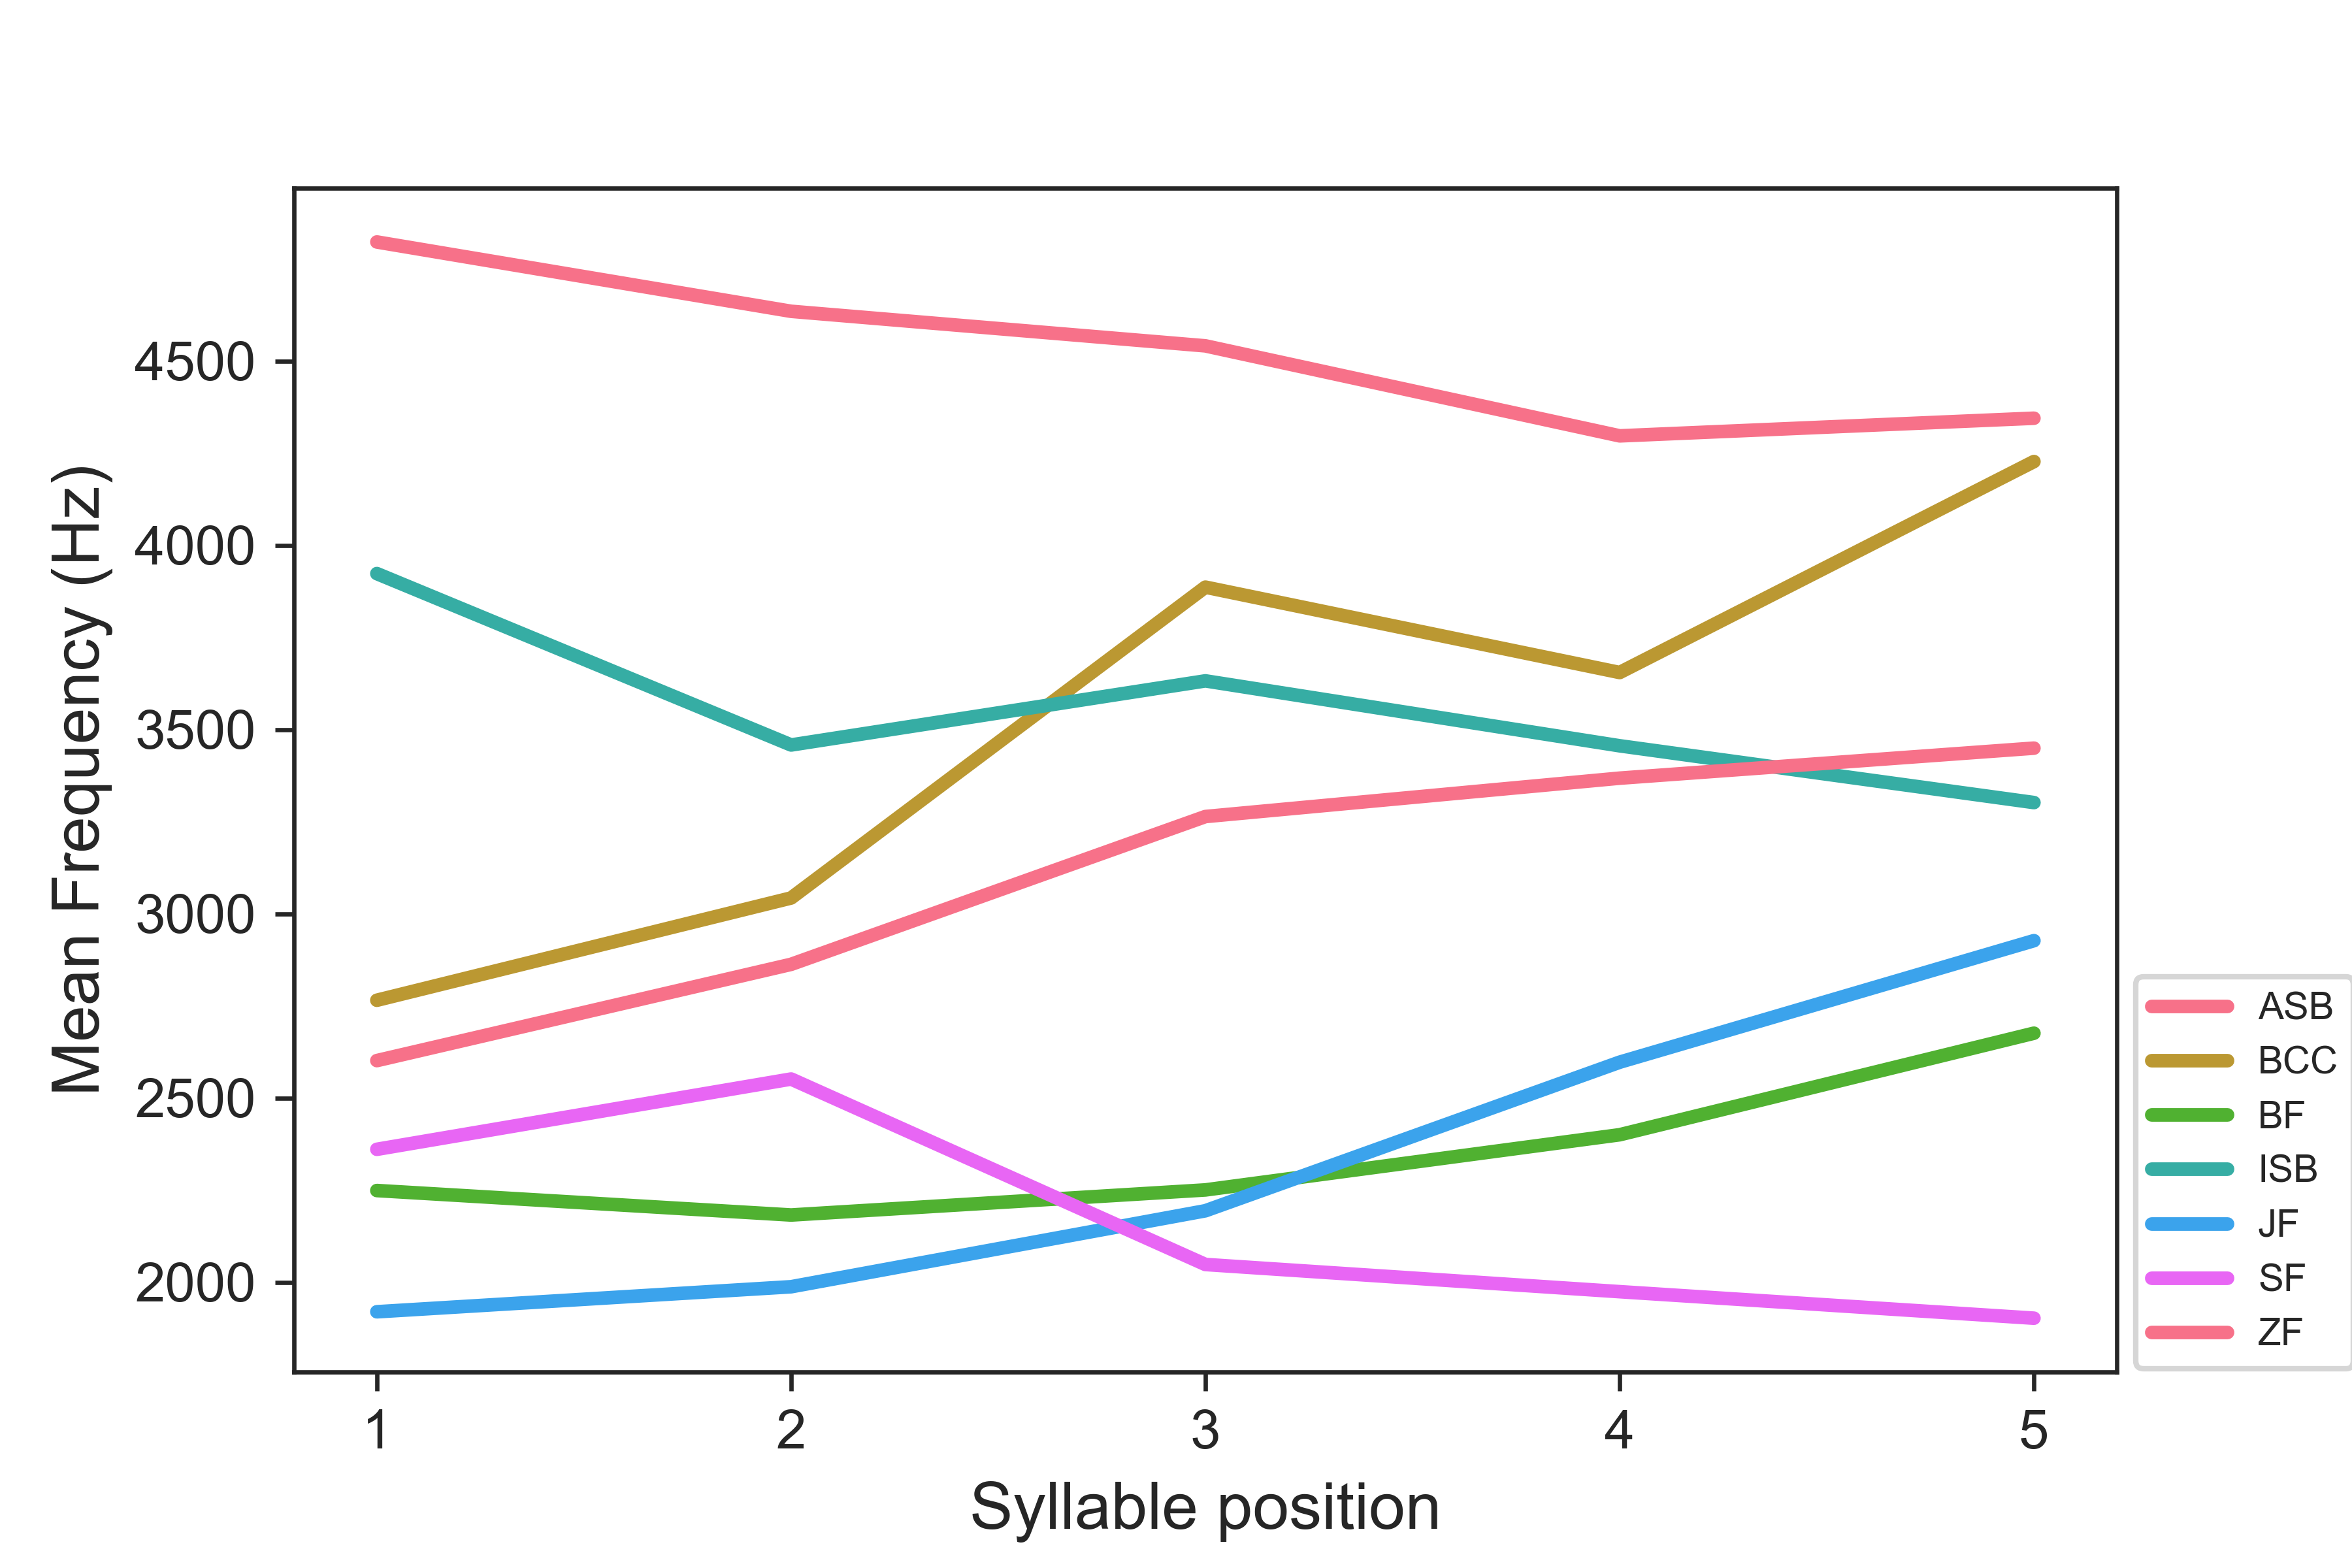 Mean Frequency (Hz)
4500
4000
3500
3000
2500
2000
1 2 3 4 5
Syllable position
ASB
BCC
BF
ISB
JF
SF
ZF